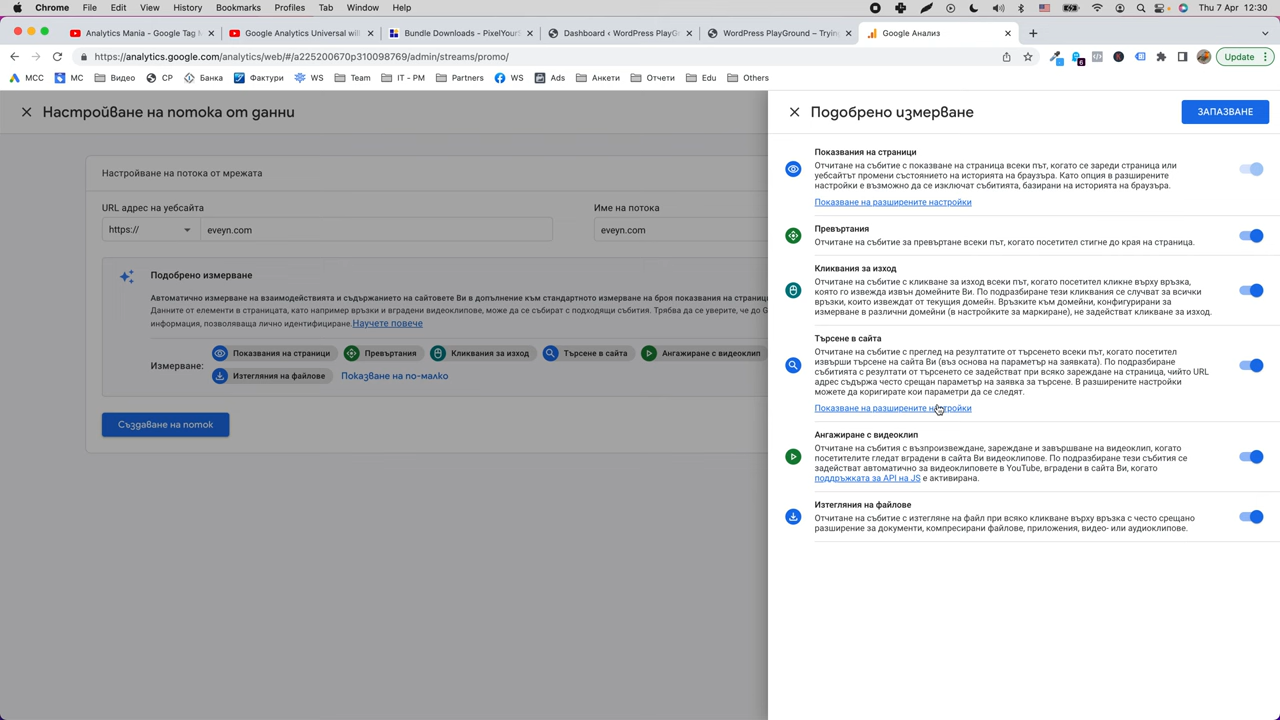 Chrome File Edit View History Bookmarks Profiles Tab Window Help Thu 7 Apr 12:30
Analytics Mania - Google Tag M
Google Analytics Universal will
Bundle Downloads - PixelYourS
Dashboard ‹ WordPress PlayGr
WordPress PlayGround – Trying
Google Анализ
https://analytics.google.com/analytics/web/#/a225200670p310098769/admin/streams/promo/
6
Update
MCC МС Видео CP Банка Фактури WS Team IT - PM Partners WS Ads Анкети Отчети Edu Others
Настройване на потока от данни
Настройване на потока от мрежата
URL адрес на уебсайта
Име на потока
https://
eveyn.com
eveyn.com
Подобрено измерване
Автоматично измерване на взаимодействията и съдържанието на сайтовете Ви в допълнение към стандартното измерване на броя показвания на страниц
Данните от елементи в страницата, като например връзки и вградени видеоклипове, може да се събират с подходящи събития. Трябва да се уверите, че до G
информация, позволяваща лично идентифициране.Научете повече
Измерване:
Показвания на страници
Превъртания
Кликвания за изход
Търсене в сайта
Ангажиране с видеоклип
Изтегляния на файлове
Показване на по-малко
Създаване на поток
Подобрено измерване
ЗАПАЗВАНЕ
Показвания на страници
Отчитане на събитие с показване на страница всеки път, когато се зареди страница или
уебсайтът промени състоянието на историята на браузъра. Като опция в разширените
настройки е възможно да се изключат събитията, базирани на историята на браузъра.
Показване на разширените настройки
Превъртания
Отчитане на събитие за превъртане всеки път, когато посетител стигне до края на страница.
Кликвания за изход
Отчитане на събитие с кликване за изход всеки път, когато посетител кликне върху връзка,
която го извежда извън домейните Ви. По подразбиране тези кликвания се случват за всички
връзки, които извеждат от текущия домейн. Връзките към домейни, конфигурирани за
измерване в различни домейни (в настройките за маркиране), не задействат кликване за изход.
Търсене в сайта
Отчитане на събитие с преглед на резултатите от търсенето всеки път, когато посетител
извърши търсене на сайта Ви (въз основа на параметър на заявката). По подразбиране
събитията с резултати от търсенето се задействат при всяко зареждане на страница, чийто URL
адрес съдържа често срещан параметър на заявка за търсене. В разширените настройки
можете да коригирате кои параметри да се следят.
Показване на разширените настройки
Ангажиране с видеоклип
Отчитане на събития с възпроизвеждане, зареждане и завършване на видеоклип, когато
посетителите гледат вградени в сайта Ви видеоклипове. По подразбиране тези събития се
задействат автоматично за видеоклиповете в YouTube, вградени в сайта Ви, когато
поддръжката за API на JS е активирана.
Изтегляния на файлове
Отчитане на събитие с изтегляне на файл при всяко кликване върху връзка с често срещано
разширение за документи, компресирани файлове, приложения, видео- или аудиоклипове.